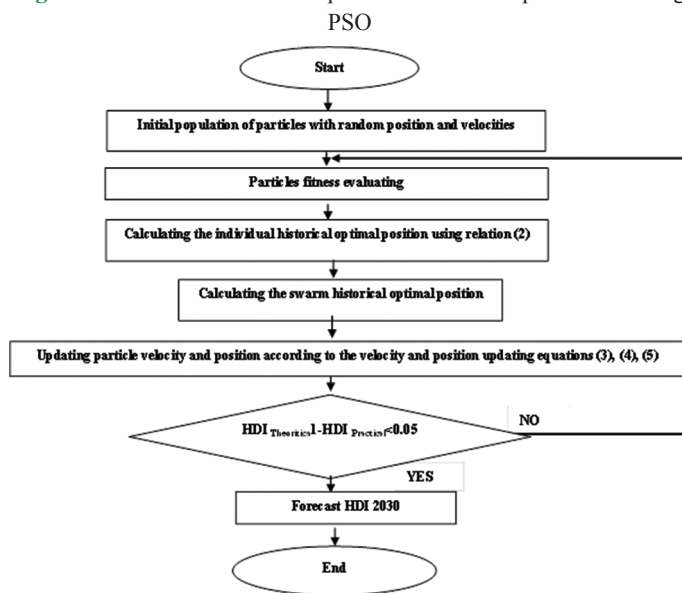 PSO
Start
Initial population of particles with random position and velocities
Particles fitness evaluating
Calculating the individual historical optimal position using relation (2)
Calculating the swarm historical optimal position
Updating particle velocity and position according to the velocity and position updating equations (3), (4), (5)
HDI Theoritical-HDI Practical<0.05
NO
YES
Forecast HDI 2030
End